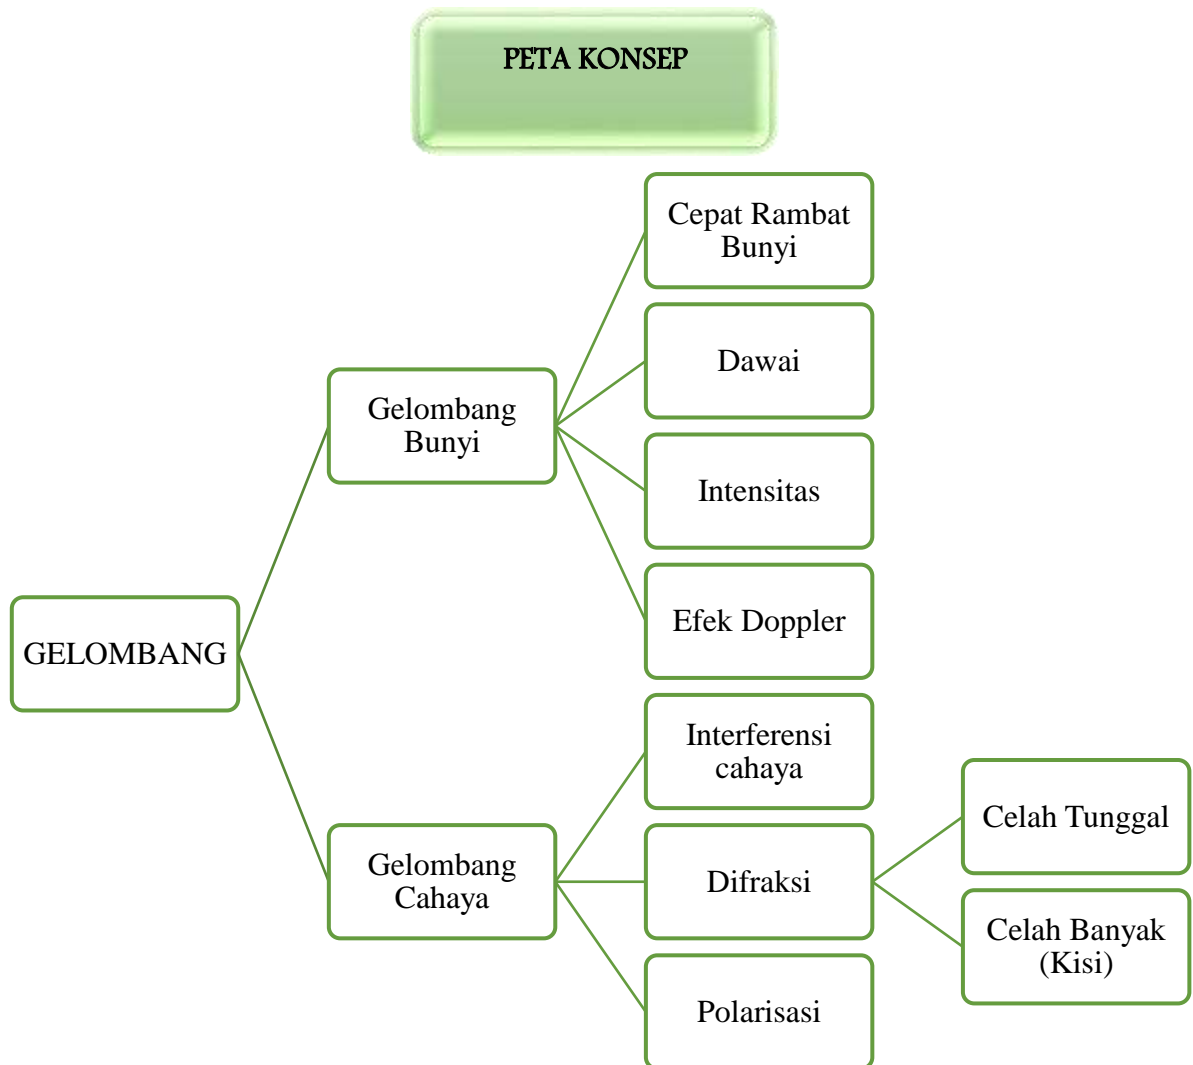 PETA KONSEP
Cepat Rambat
Bunyi
Dawai
Gelombang
Bunyi
Intensitas
Efek Doppler
GELOMBANG
Interferensi
cahaya
Gelombang
Cahaya
Difraksi
Celah Tunggal
Celah Banyak
(Kisi)
Polarisasi